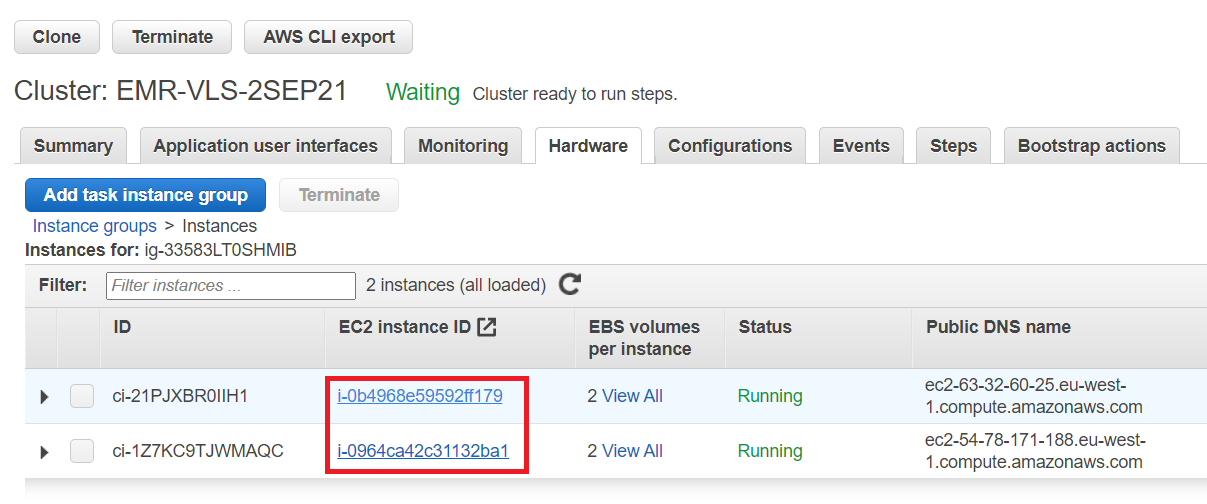 Clone Terminate AWS CLI export
Cluster: EMR-VLS-2SEP21 Waiting Cluster ready to run steps.
Summary Application user interfaces Monitoring Hardware Configurations Events Steps Bootstrap actions
Add task instance group Terminate
Instance groups > Instances
Instances for: ig-33583LT0SHMIB
Filter: Filter instances ... 2 instances (all loaded)
ID EC2 instance ID EBS volumes per instance Status Public DNS name
ci-21PJXBR0IIH1 i-0b4968e59592ff179 2 View All Running ec2-63-32-60-25.eu-west-
1.compute.amazonaws.com
ci-1Z7KC9TJWMAQC i-0964ca42c31132ba1 2 View All Running ec2-54-78-171-188.eu-west-
1.compute.amazonaws.com